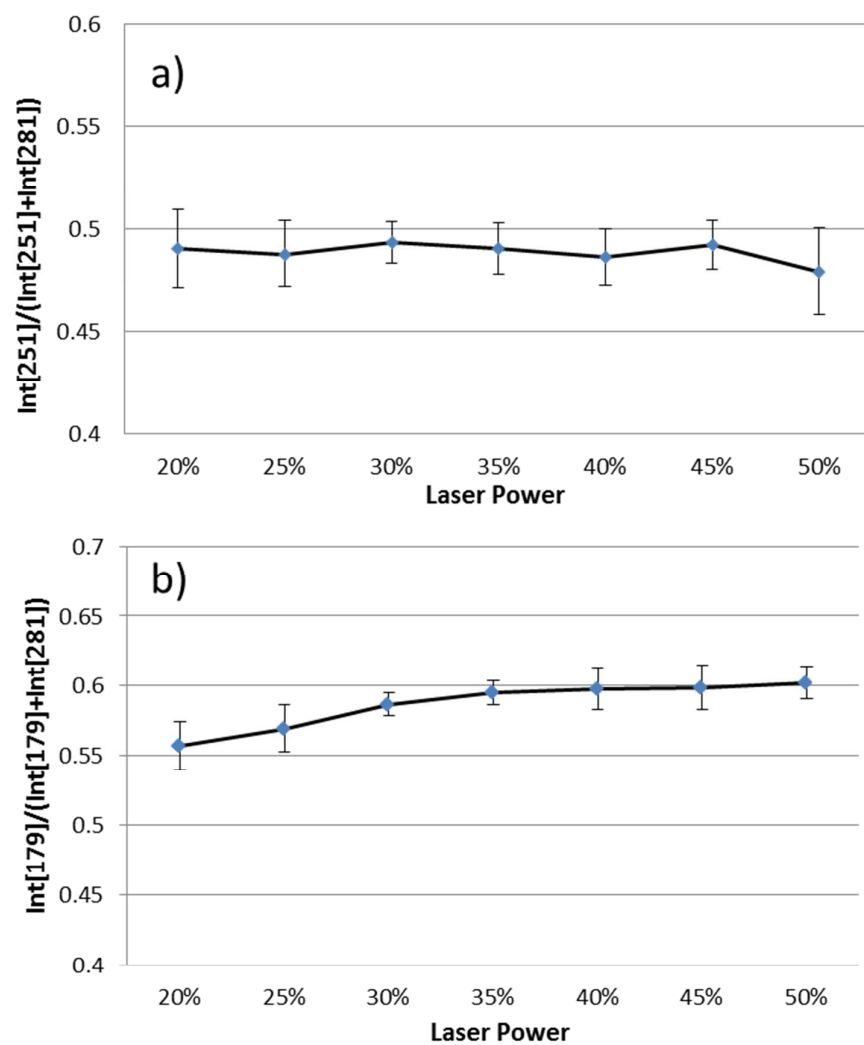 a)
Int[251]/(Int[251]+Int[281])
0.6
0.55
0.5
0.45
0.4
20% 25% 30% 35% 40% 45% 50%
Laser Power
b)
Int[179]/(Int[179]+Int[281])
0.7
0.65
0.6
0.55
0.5
0.45
0.4
20% 25% 30% 35% 40% 45% 50%
Laser Power